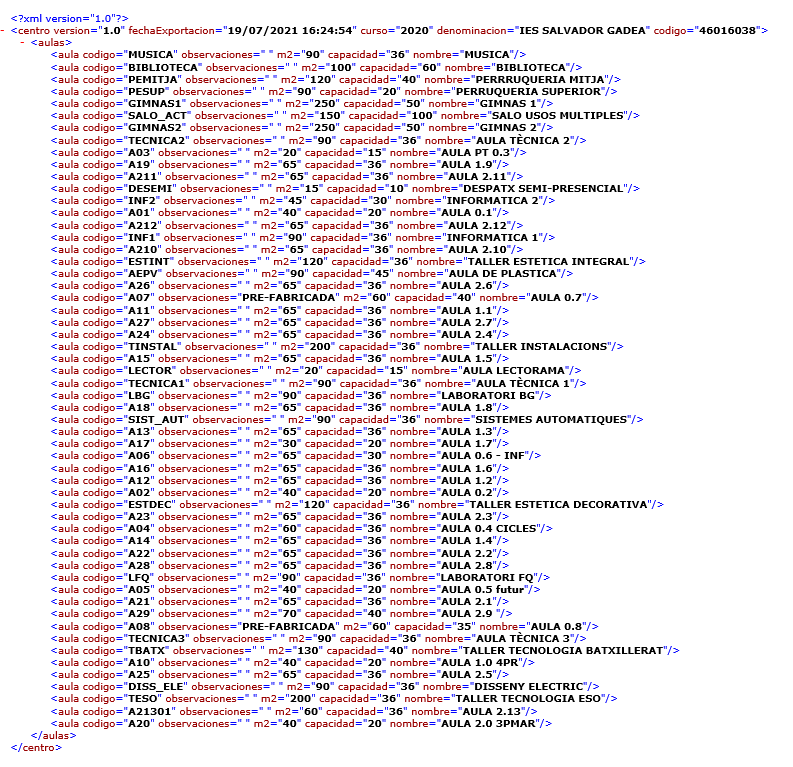 <?xml version="1.0"?>
- <centro version="1.0" fechaExportacion="19/07/2021 16:24:54" curso="2020" denominacion="IES SALVADOR GADEA" codigo="46016038">
- <aulas>
<aula codigo="MUSICA" observaciones=" " m2="90" capacidad="36" nombre="MUSICA"/>
<aula codigo="BIBLIOTECA" observaciones=" " m2="100" capacidad="60" nombre="BIBLIOTECA"/>
<aula codigo="PEMITJA" observaciones=" " m2="120" capacidad="40" nombre="PERRRUQUERIA MITJA"/>
<aula codigo="PESUP" observaciones=" " m2="90" capacidad="20" nombre="PERRUQUERIA SUPERIOR"/>
<aula codigo="GIMNAS1" observaciones=" " m2="250" capacidad="50" nombre="GIMNAS 1"/>
<aula codigo="SALO_ACT" observaciones=" " m2="150" capacidad="100" nombre="SALO USOS MULTIPLES"/>
<aula codigo="GIMNAS2" observaciones=" " m2="250" capacidad="50" nombre="GIMNAS 2"/>
<aula codigo="TECNICA2" observaciones=" " m2="90" capacidad="36" nombre="AULA TÈCNICA 2"/>
<aula codigo="A03" observaciones=" " m2="20" capacidad="15" nombre="AULA PT 0.3"/>
<aula codigo="A19" observaciones=" " m2="65" capacidad="36" nombre="AULA 1.9"/>
<aula codigo="A211" observaciones=" " m2="65" capacidad="36" nombre="AULA 2.11"/>
<aula codigo="DESEMI" observaciones=" " m2="15" capacidad="10" nombre="DESPATX SEMI-PRESENCIAL"/>
<aula codigo="INF2" observaciones=" " m2="45" capacidad="30" nombre="INFORMATICA 2"/>
<aula codigo="A01" observaciones=" " m2="40" capacidad="20" nombre="AULA 0.1"/>
<aula codigo="A212" observaciones=" " m2="65" capacidad="36" nombre="AULA 2.12"/>
<aula codigo="INF1" observaciones=" " m2="90" capacidad="36" nombre="INFORMATICA 1"/>
<aula codigo="A210" observaciones=" " m2="65" capacidad="36" nombre="AULA 2.10"/>
<aula codigo="ESTINT" observaciones=" " m2="120" capacidad="36" nombre="TALLER ESTETICA INTEGRAL"/>
<aula codigo="AEPV" observaciones=" " m2="90" capacidad="45" nombre="AULA DE PLASTICA"/>
<aula codigo="A26" observaciones=" " m2="65" capacidad="36" nombre="AULA 2.6"/>
<aula codigo="A07" observaciones="PRE-FABRICADA" m2="60" capacidad="40" nombre="AULA 0.7"/>
<aula codigo="A11" observaciones=" " m2="65" capacidad="36" nombre="AULA 1.1"/>
<aula codigo="A27" observaciones=" " m2="65" capacidad="36" nombre="AULA 2.7"/>
<aula codigo="A24" observaciones=" " m2="65" capacidad="36" nombre="AULA 2.4"/>
<aula codigo="TINSTAL" observaciones=" " m2="200" capacidad="36" nombre="TALLER INSTALACIONS"/>
<aula codigo="A15" observaciones=" " m2="65" capacidad="36" nombre="AULA 1.5"/>
<aula codigo="LECTOR" observaciones=" " m2="20" capacidad="15" nombre="AULA LECTORAMA"/>
<aula codigo="TECNICA1" observaciones=" " m2="90" capacidad="36" nombre="AULA TÈCNICA 1"/>
<aula codigo="LBG" observaciones=" " m2="90" capacidad="36" nombre="LABORATORI BG"/>
<aula codigo="A18" observaciones=" " m2="65" capacidad="36" nombre="AULA 1.8"/>
<aula codigo="SIST_AUT" observaciones=" " m2="90" capacidad="36" nombre="SISTEMES AUTOMATIQUES"/>
<aula codigo="A13" observaciones=" " m2="65" capacidad="36" nombre="AULA 1.3"/>
<aula codigo="A17" observaciones=" " m2="30" capacidad="20" nombre="AULA 1.7"/>
<aula codigo="A06" observaciones=" " m2="65" capacidad="30" nombre="AULA 0.6 - INF"/>
<aula codigo="A16" observaciones=" " m2="65" capacidad="36" nombre="AULA 1.6"/>
<aula codigo="A12" observaciones=" " m2="65" capacidad="36" nombre="AULA 1.2"/>
<aula codigo="A02" observaciones=" " m2="40" capacidad="20" nombre="AULA 0.2"/>
<aula codigo="ESTDEC" observaciones=" " m2="120" capacidad="36" nombre="TALLER ESTETICA DECORATIVA"/>
<aula codigo="A23" observaciones=" " m2="65" capacidad="36" nombre="AULA 2.3"/>
<aula codigo="A04" observaciones=" " m2="60" capacidad="36" nombre="AULA 0.4 CICLES"/>
<aula codigo="A14" observaciones=" " m2="65" capacidad="36" nombre="AULA 1.4"/>
<aula codigo="A22" observaciones=" " m2="65" capacidad="36" nombre="AULA 2.2"/>
<aula codigo="A28" observaciones=" " m2="65" capacidad="36" nombre="AULA 2.8"/>
<aula codigo="LFQ" observaciones=" " m2="90" capacidad="36" nombre="LABORATORI FQ"/>
<aula codigo="A05" observaciones=" " m2="40" capacidad="20" nombre="AULA 0.5 futur"/>
<aula codigo="A21" observaciones=" " m2="65" capacidad="36" nombre="AULA 2.1"/>
<aula codigo="A29" observaciones=" " m2="70" capacidad="40" nombre="AULA 2.9 "/>
<aula codigo="A08" observaciones="PRE-FABRICADA" m2="60" capacidad="35" nombre="AULA 0.8"/>
<aula codigo="TECNICA3" observaciones=" " m2="90" capacidad="36" nombre="AULA TÈCNICA 3"/>
<aula codigo="TBATX" observaciones=" " m2="130" capacidad="40" nombre="TALLER TECNOLOGIA BATXILLERAT"/>
<aula codigo="A10" observaciones=" " m2="40" capacidad="20" nombre="AULA 1.0 4PR"/>
<aula codigo="A25" observaciones=" " m2="65" capacidad="36" nombre="AULA 2.5"/>
<aula codigo="DISS_ELE" observaciones=" " m2="90" capacidad="36" nombre="DISSENY ELECTRIC"/>
<aula codigo="TESO" observaciones=" " m2="200" capacidad="36" nombre="TALLER TECNOLOGIA ESO"/>
<aula codigo="A21301" observaciones=" " m2="60" capacidad="36" nombre="AULA 2.13"/>
<aula codigo="A20" observaciones=" " m2="40" capacidad="20" nombre="AULA 2.0 3PMAR"/>
</aulas>
</centro>